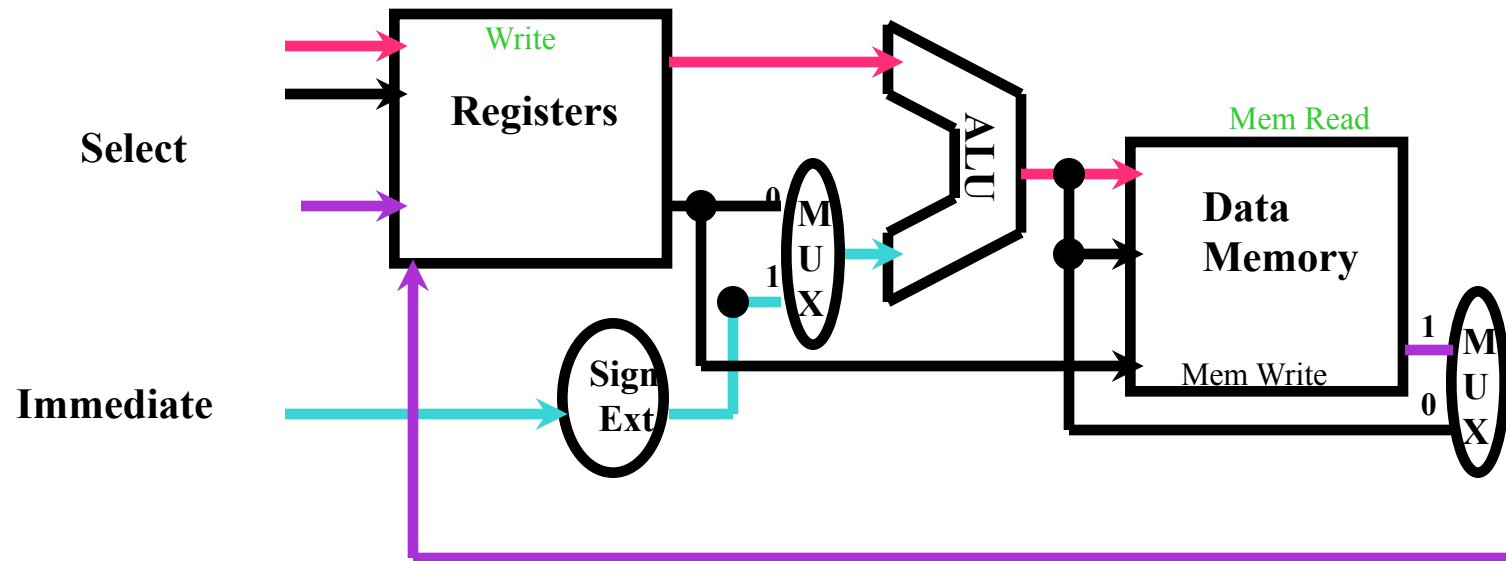 Write
Registers
Select
Mem Read
ALU
0
M
U
X
1
Data
Memory
Sign
Ext
Immediate
Mem Write
1
0
M
U
X